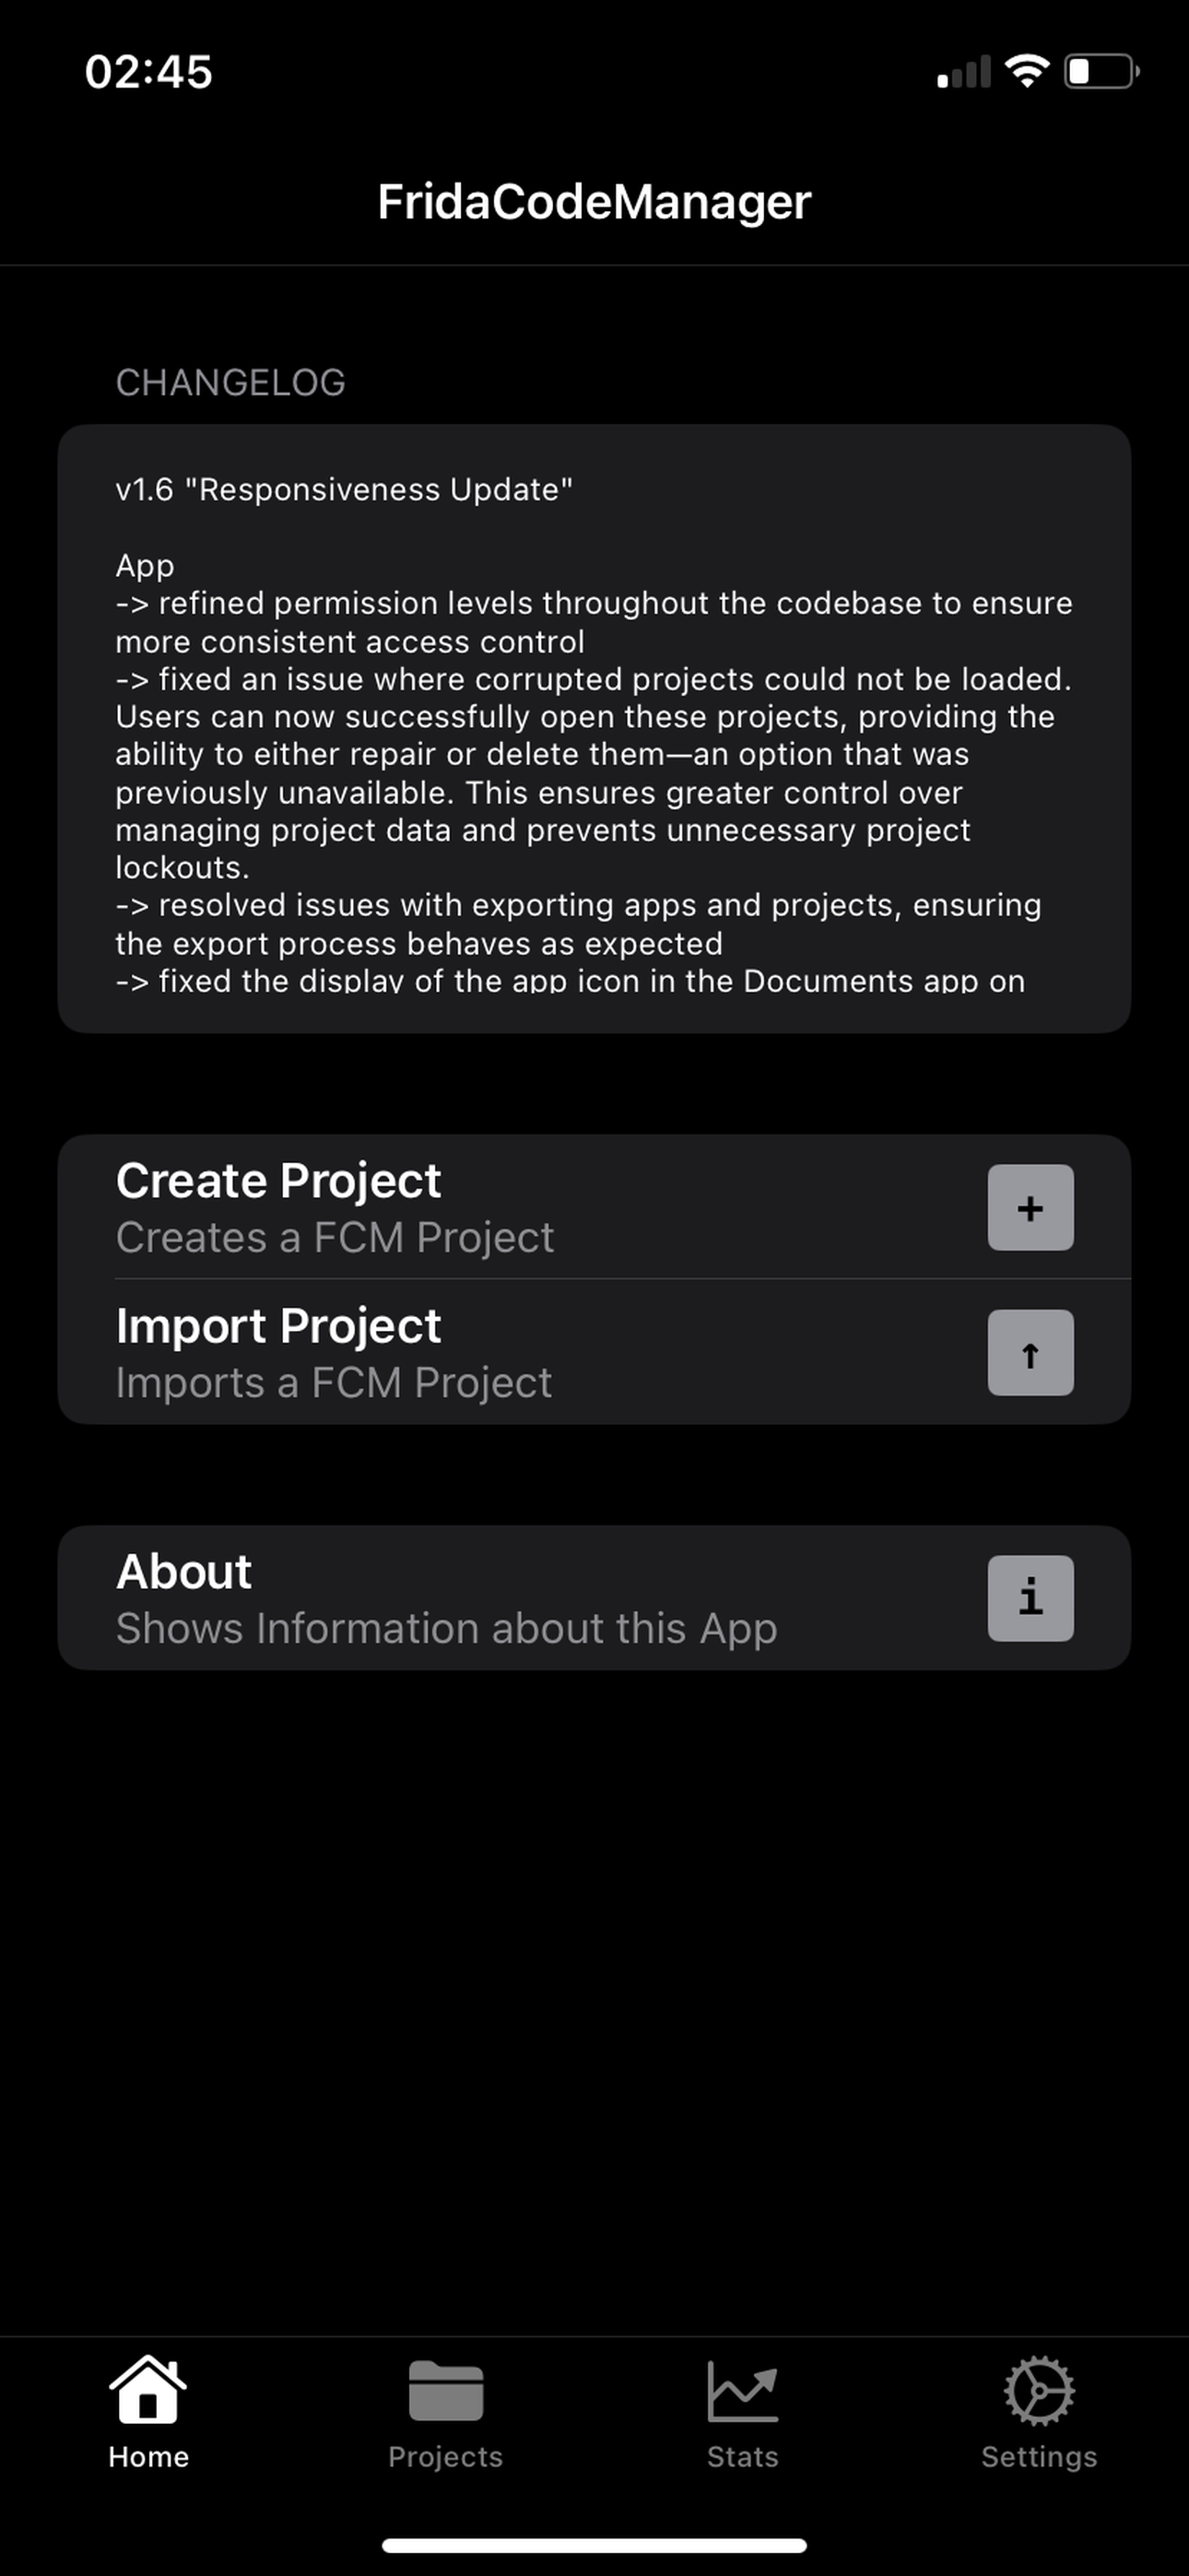 02:45
FridaCodeManager
CHANGELOG
v1.6 "Responsiveness Update"
App
-> refined permission levels throughout the codebase to ensure
more consistent access control
-> fixed an issue where corrupted projects could not be loaded.
Users can now successfully open these projects, providing the
ability to either repair or delete them—an option that was
previously unavailable. This ensures greater control over
managing project data and prevents unnecessary project
lockouts.
-> resolved issues with exporting apps and projects, ensuring
the export process behaves as expected
-> fixed the display of the app icon in the Documents app on
Create Project
+
Creates a FCM Project
Import Project
↑
Imports a FCM Project
About
i
Shows Information about this App
Home
Projects
Stats
Settings